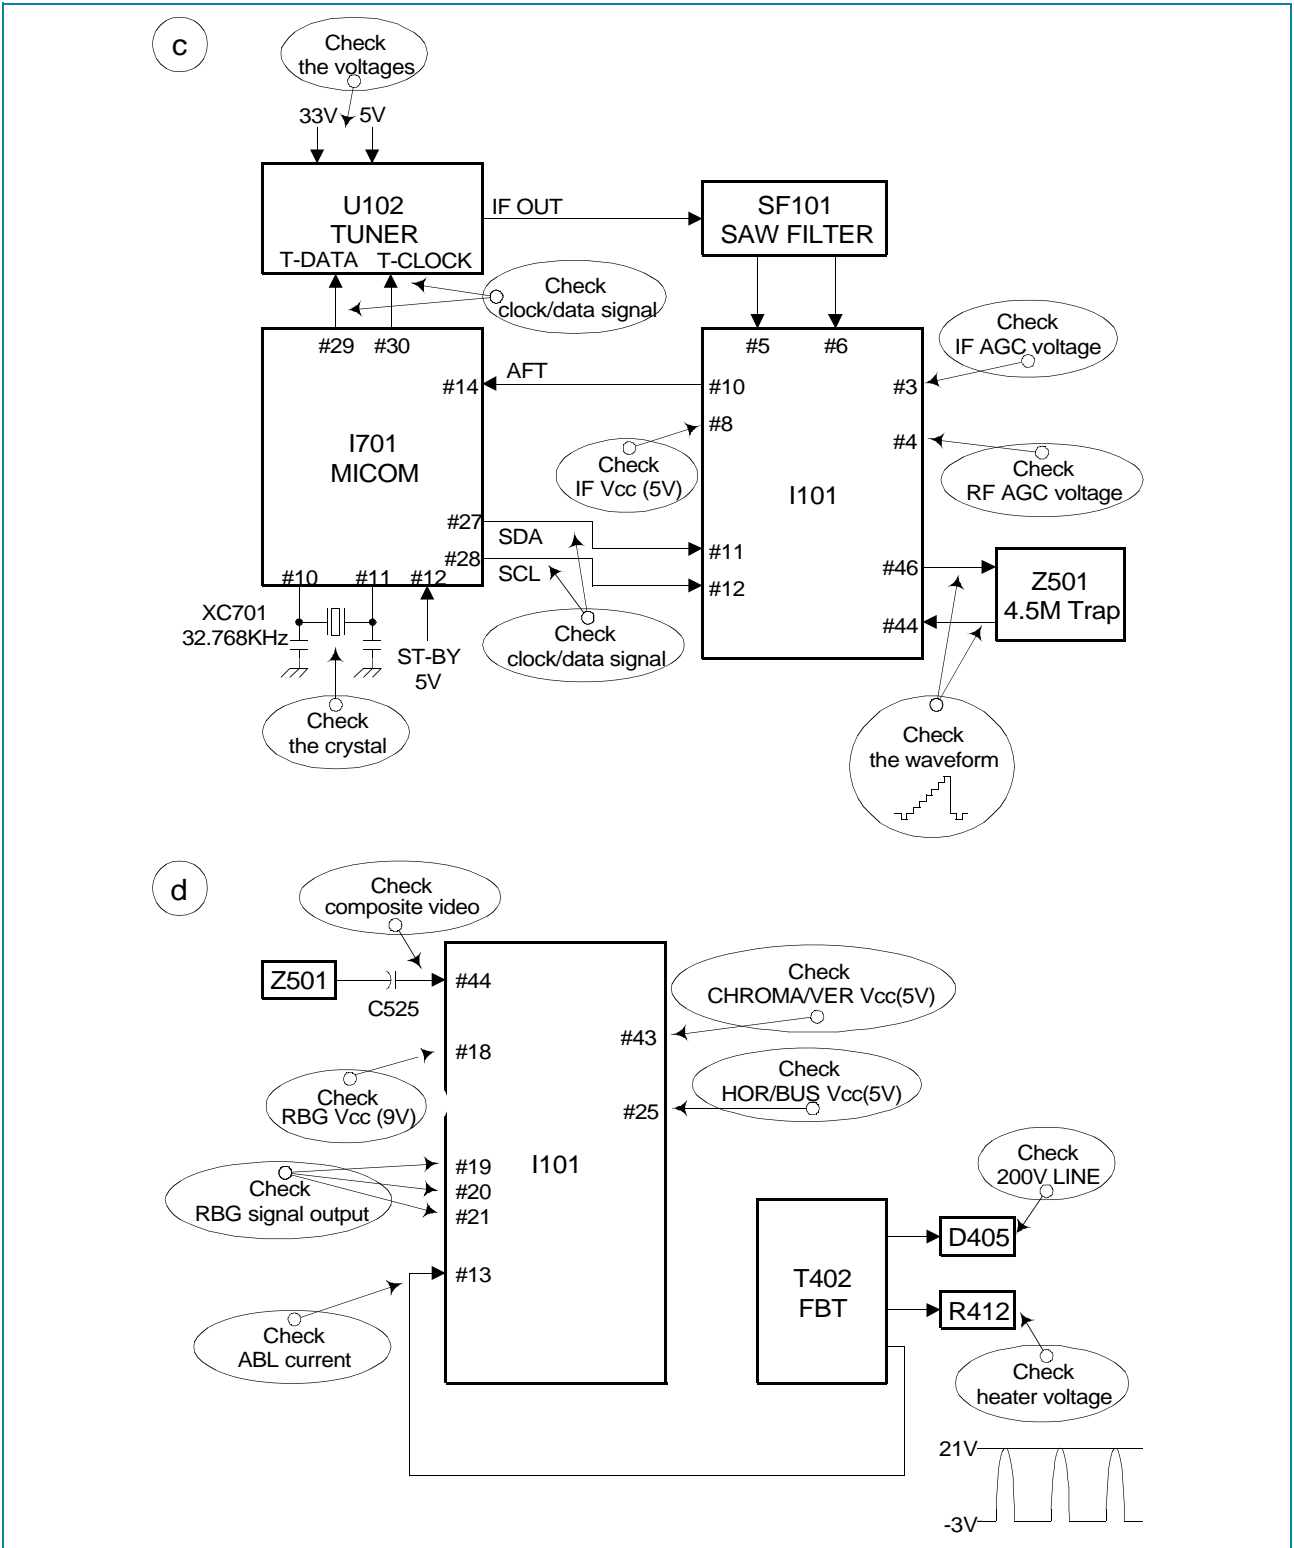 c
Check
the voltages
33V 5V
U102
TUNER
T-DATA T-CLOCK
IF OUT
SF101
SAW FILTER
Check
clock/data signal
#29 #30
#14
AFT
I701
MICOM
#27
#28
SDA
SCL
#10 #11 #12
XC701
32.768KHz
ST-BY
5V
Check
the crystal
Check
clock/data signal
#5 #6
#10
#8
#3
#4
Check
IF AGC voltage
Check
RF AGC voltage
Check
IF Vcc (5V)
I101
#11
#12
#46
#44
Z501
4.5M Trap
Check
the waveform
d
Check
composite video
Z501
C525
#44
#18
Check
RBG Vcc (9V)
#43
#25
Check
CHROMA/VER Vcc(5V)
Check
HOR/BUS Vcc(5V)
#19
#20
#21
I101
Check
RBG signal output
#13
Check
ABL current
T402
FBT
Check
200V LINE
D405
R412
Check
heater voltage
21V
-3V